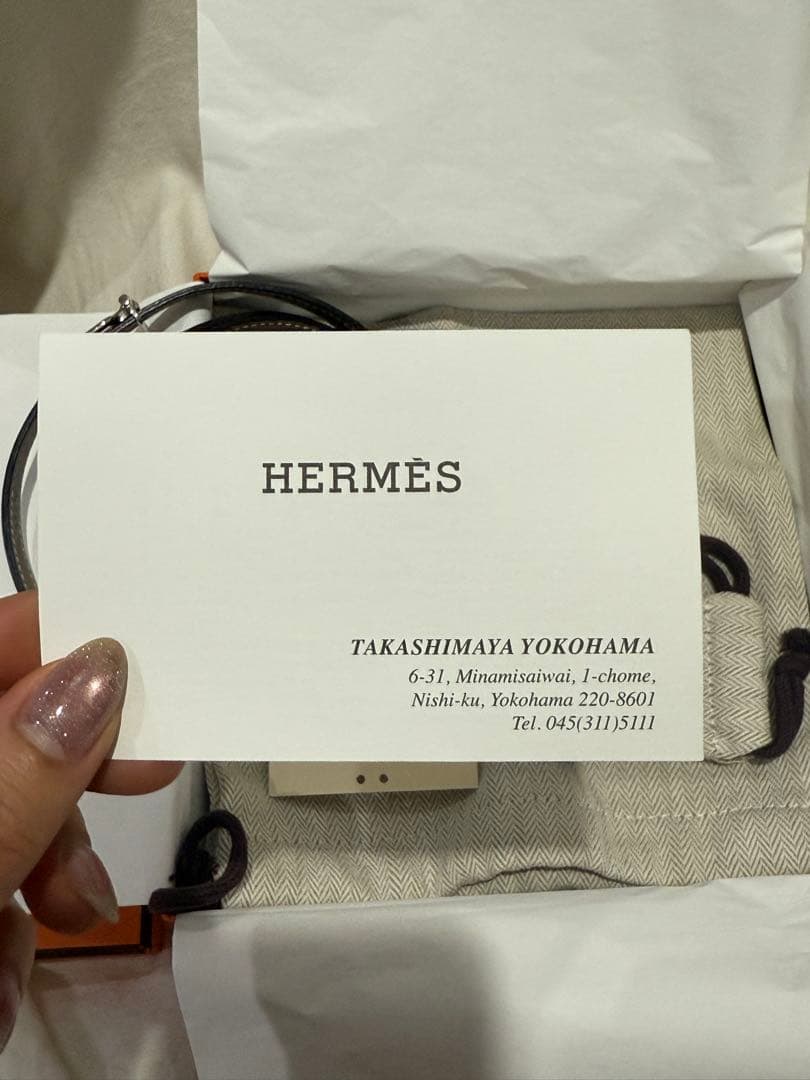 HERMÈS
TAKASHIMAYA YOKOHAMA
6-31, Minamisaiwai, 1-chome,
Nishi-ku, Yokohama 220-8601
Tel. 045(311)5111